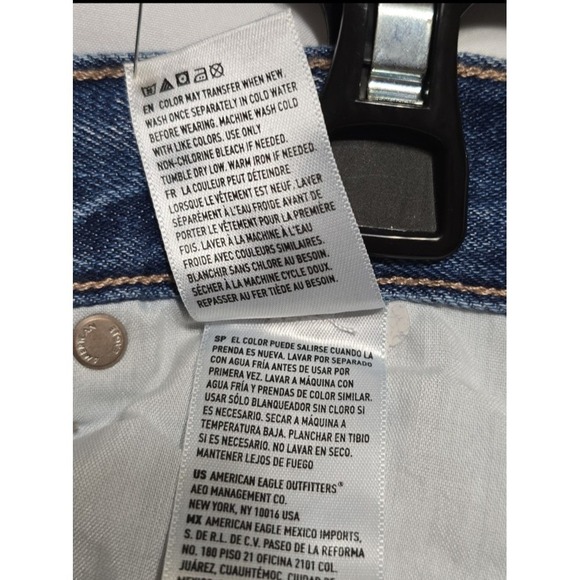 EN COLOR MAY TRANSFER WHEN NEW.
WASH ONCE SEPARATELY IN COLD WATER
BEFORE WEARING. MACHINE WASH COLD
WITH LIKE COLORS. USE ONLY
NON-CHLORINE BLEACH IF NEEDED.
TUMBLE DRY LOW. WARM IRON IF NEEDED.
FR LA COULEUR PEUT DÉTEINDRE
LORSQUE LE VÊTEMENT EST NEUF. LAVER
SÉPARÉMENT À L'EAU FROIDE AVANT DE
PORTER LE VÊTEMENT POUR LA PREMIÈRE
FOIS. LAVER À LA MACHINE À L'EAU
FROIDE AVEC COULEURS SIMILAIRES.
BLANCHIR SANS CHLORE AU BESOIN.
SÉCHER À LA MACHINE CYCLE DOUX.
REPASSER AU FER TIÈDE AU BESOIN.
SP EL COLOR PUEDE SALIRSE CUANDO LA
PRENDA ES NUEVA. LAVAR POR SEPARADO
CON AGUA FRÍA ANTES DE USAR POR
PRIMERA VEZ. LAVAR A MÁQUINA CON
AGUA FRÍA Y PRENDAS DE COLOR SIMILAR.
USAR SÓLO BLANQUEADOR SIN CLORO SI
ES NECESARIO. SECAR A MÁQUINA A
TEMPERATURA BAJA. PLANCHAR EN TIBIO
SI ES NECESARIO. NO LAVAR EN SECO.
MANTENER LEJOS DE FUEGO
US AMERICAN EAGLE OUTFITTERS®
AEO MANAGEMENT CO.
NEW YORK, NY 10016 USA
MX AMERICAN EAGLE MEXICO IMPORTS,
S. DE R.L. DE C.V. PASEO DE LA REFORMA
NO. 180 PISO 21 OFICINA 2101 COL.
JUÁREZ, CUAUHTÉMOC, CIUDAD DE